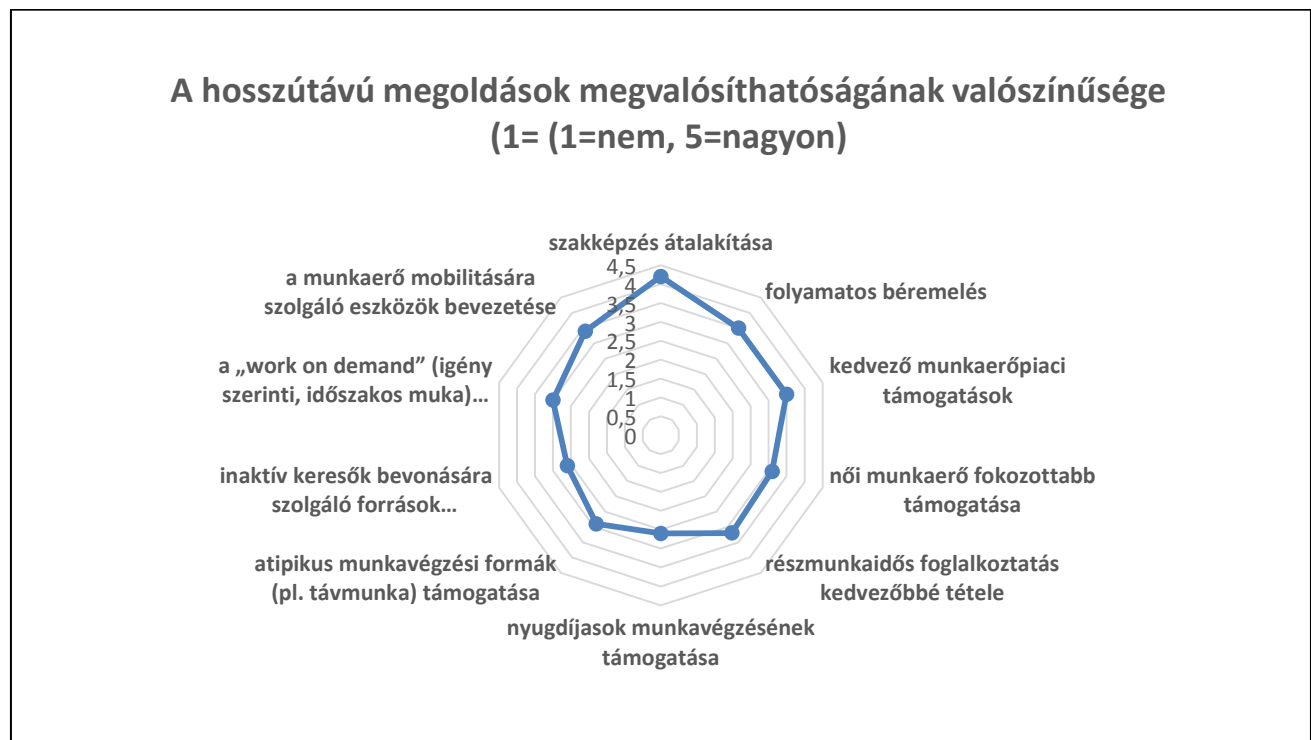 A hosszútávú megoldások megvalósíthatóságának valószínűsége
(1= (1=nem, 5=nagyon)
szakképzés átalakítása
folyamatos béremelés
kedvező munkaerőpiaci
támogatások
női munkaerő fokozottabb
támogatása
részmunkaidős foglalkoztatás
kedvezőbbé tétele
nyugdíjasok munkavégzésének
támogatása
atipikus munkavégzési formák
(pl. távmunka) támogatása
inaktív keresők bevonására
szolgáló források…
a „work on demand” (igény
szerinti, időszakos muka)…
a munkaerő mobilitására
szolgáló eszközök bevezetése
4,5
4
3,5
3
2,5
2
1,5
1
0,5
0